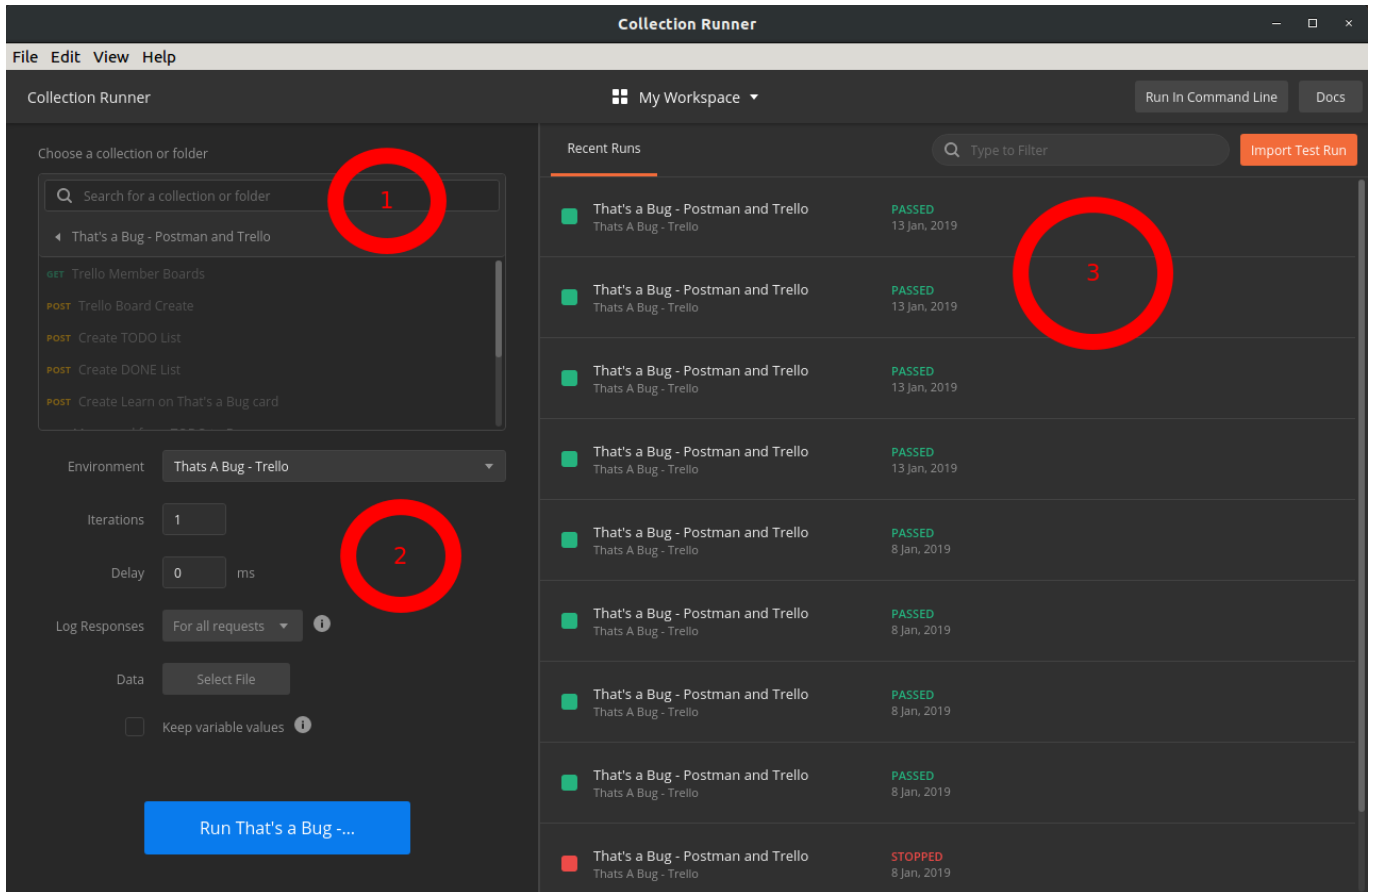 Collection Runner
File Edit View Help
Collection Runner
My Workspace
Run In Command Line
Docs
Choose a collection or folder
Search for a collection or folder
1
That's a Bug - Postman and Trello
GET Trello Member Boards
POST Trello Board Create
POST Create TODO List
POST Create DONE List
POST Create Learn on That's a Bug card
Environment
Thats A Bug - Trello
Iterations
1
Delay
0
ms
2
Log Responses
For all requests
Data
Select File
Keep variable values
Run That's a Bug -...
Recent Runs
Type to Filter
Import Test Run
That's a Bug - Postman and Trello PASSED
Thats A Bug - Trello 13 Jan, 2019
3
That's a Bug - Postman and Trello PASSED
Thats A Bug - Trello 13 Jan, 2019
That's a Bug - Postman and Trello PASSED
Thats A Bug - Trello 13 Jan, 2019
That's a Bug - Postman and Trello PASSED
Thats A Bug - Trello 13 Jan, 2019
That's a Bug - Postman and Trello PASSED
Thats A Bug - Trello 8 Jan, 2019
That's a Bug - Postman and Trello PASSED
Thats A Bug - Trello 8 Jan, 2019
That's a Bug - Postman and Trello PASSED
Thats A Bug - Trello 8 Jan, 2019
That's a Bug - Postman and Trello PASSED
Thats A Bug - Trello 8 Jan, 2019
That's a Bug - Postman and Trello STOPPED
Thats A Bug - Trello 8 Jan, 2019